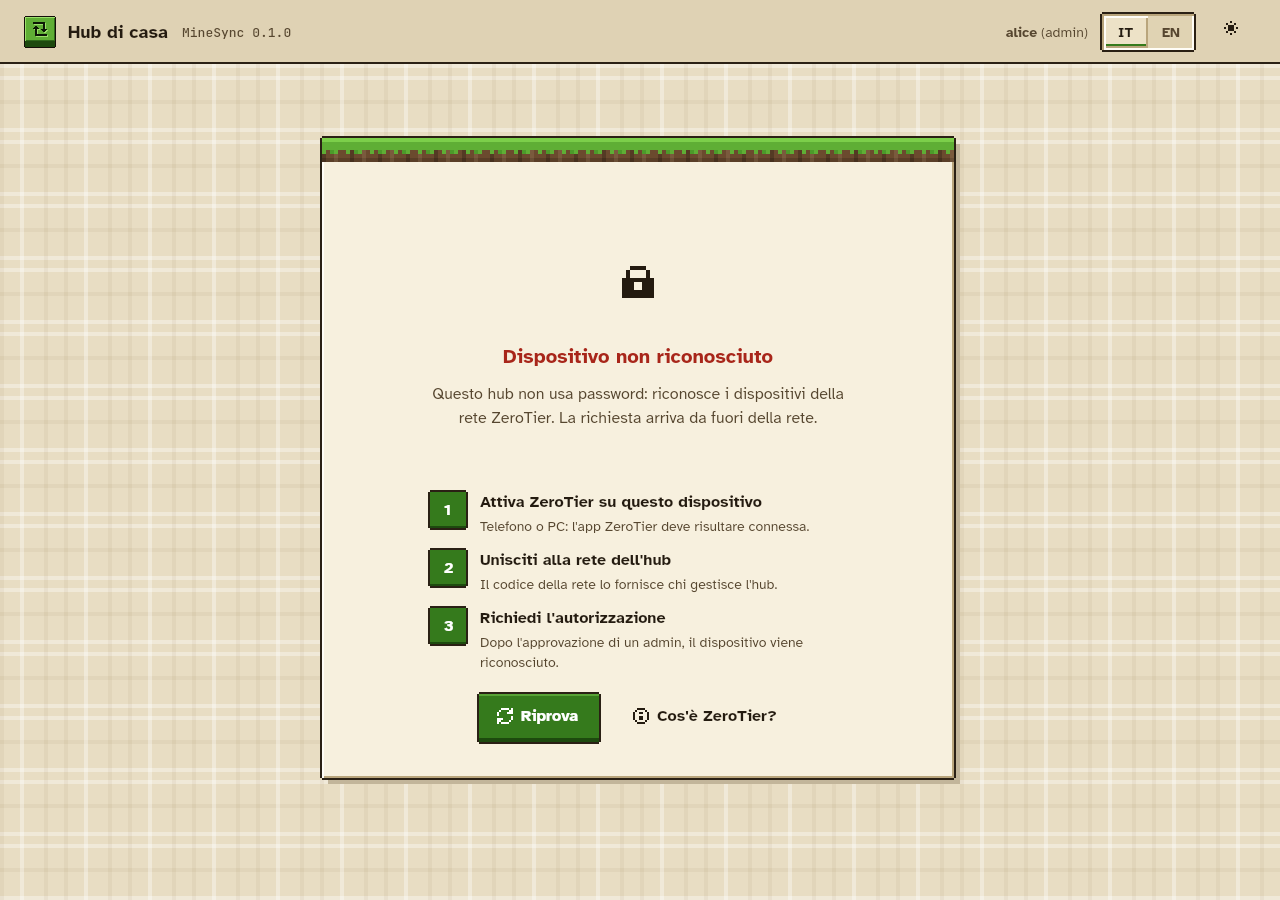 Hub di casa MineSync 0.1.0
alice (admin) IT EN
Dispositivo non riconosciuto
Questo hub non usa password: riconosce i dispositivi della
rete ZeroTier. La richiesta arriva da fuori della rete.
1 Attiva ZeroTier su questo dispositivo
Telefono o PC: l'app ZeroTier deve risultare connessa.
2 Unisciti alla rete dell'hub
Il codice della rete lo fornisce chi gestisce l'hub.
3 Richiedi l'autorizzazione
Dopo l'approvazione di un admin, il dispositivo viene
riconosciuto.
Riprova Cos'è ZeroTier?